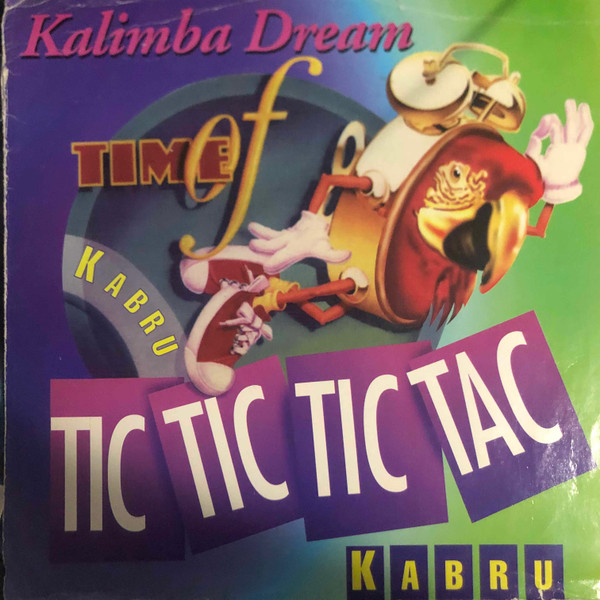 Kalimba Dream
TIME of
KABRU
TIC TIC TIC TAC
KABRU